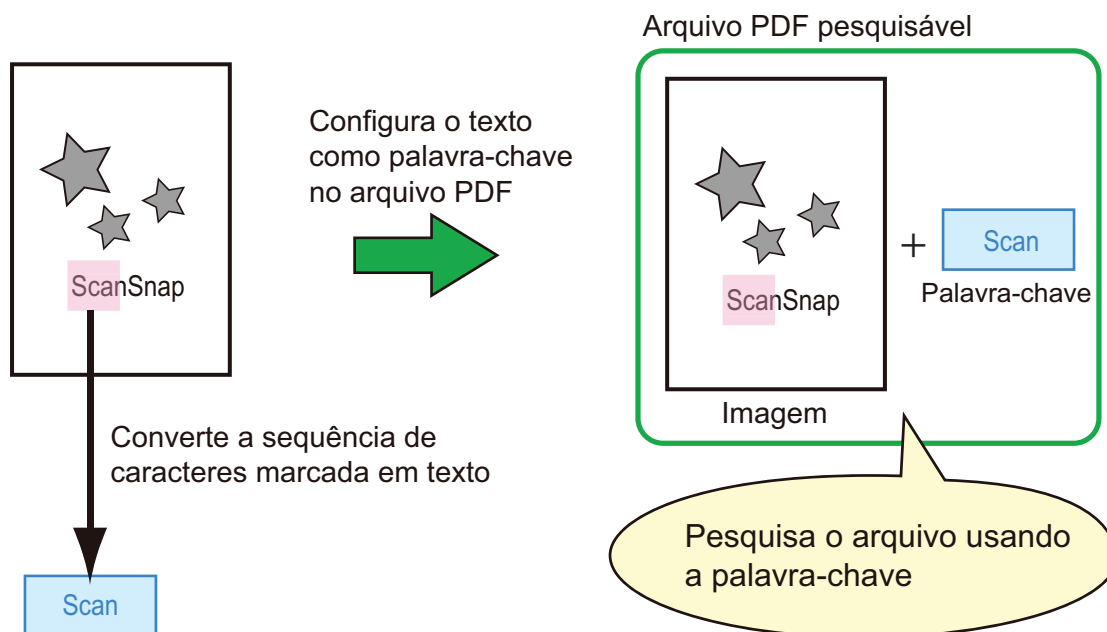 Arquivo PDF pesquisável
Configura o texto
como palavra-chave
no arquivo PDF
ScanSnap
ScanSnap
+
Scan
Palavra-chave
Imagem
Converte a sequência de
caracteres marcada em texto
Scan
Pesquisa o arquivo usando
a palavra-chave